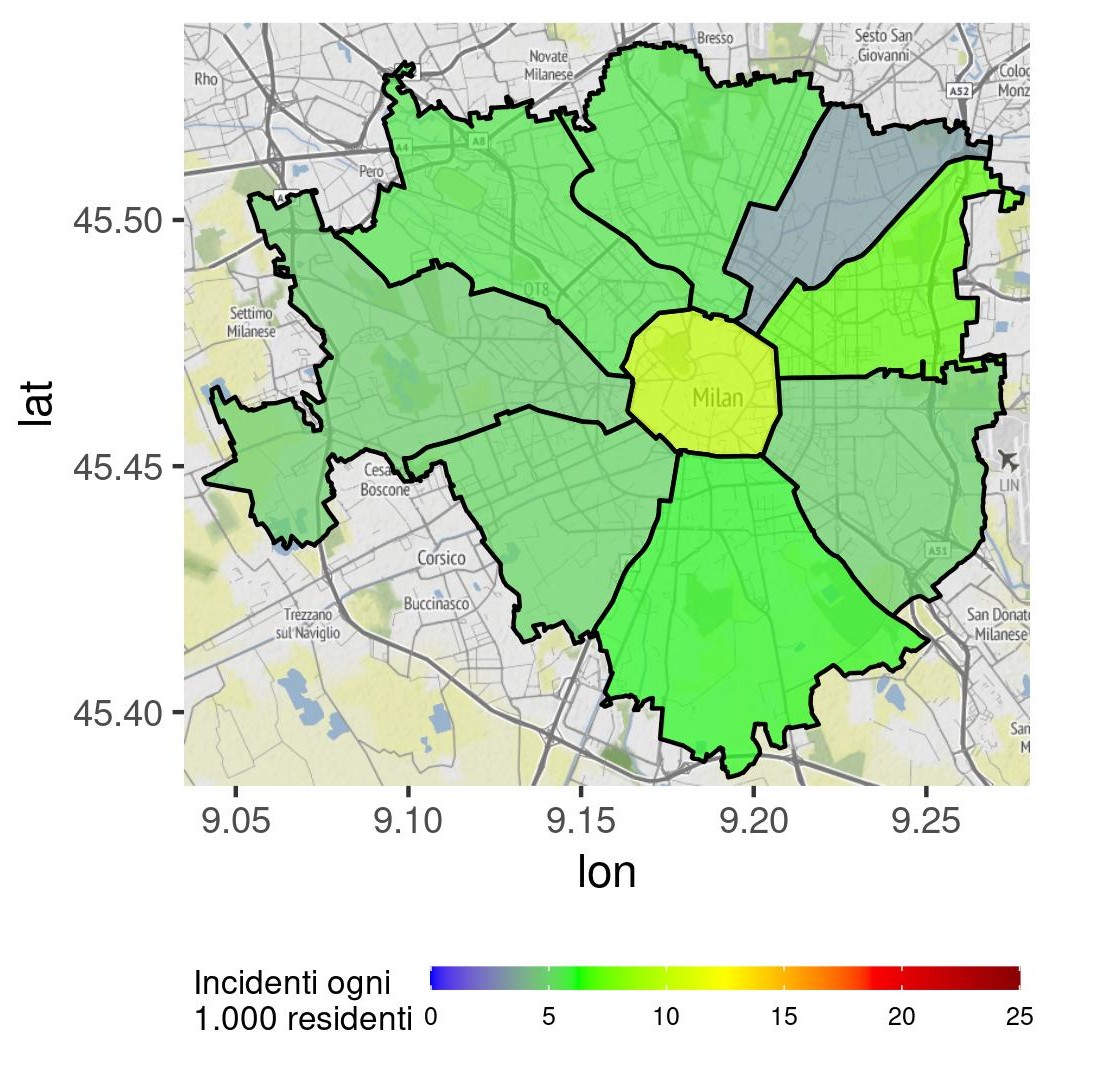 Bresso
Sesto San
Giovanni
Novate
Milanese
Rho
Coloc
Monz
A52
A8
A4
Pero
45.50
QT8
Settimo
Milanese
Milan
lat
45.45
Cesa
Boscone
LIN
A51
Corsico
Buccinasco
Trezzano
sul Naviglio
San Donato
Milanese
45.40
San
M
9.05
9.10
9.15
9.20
9.25
lon
Incidenti ogni
1.000 residenti
0
5
10
15
20
25